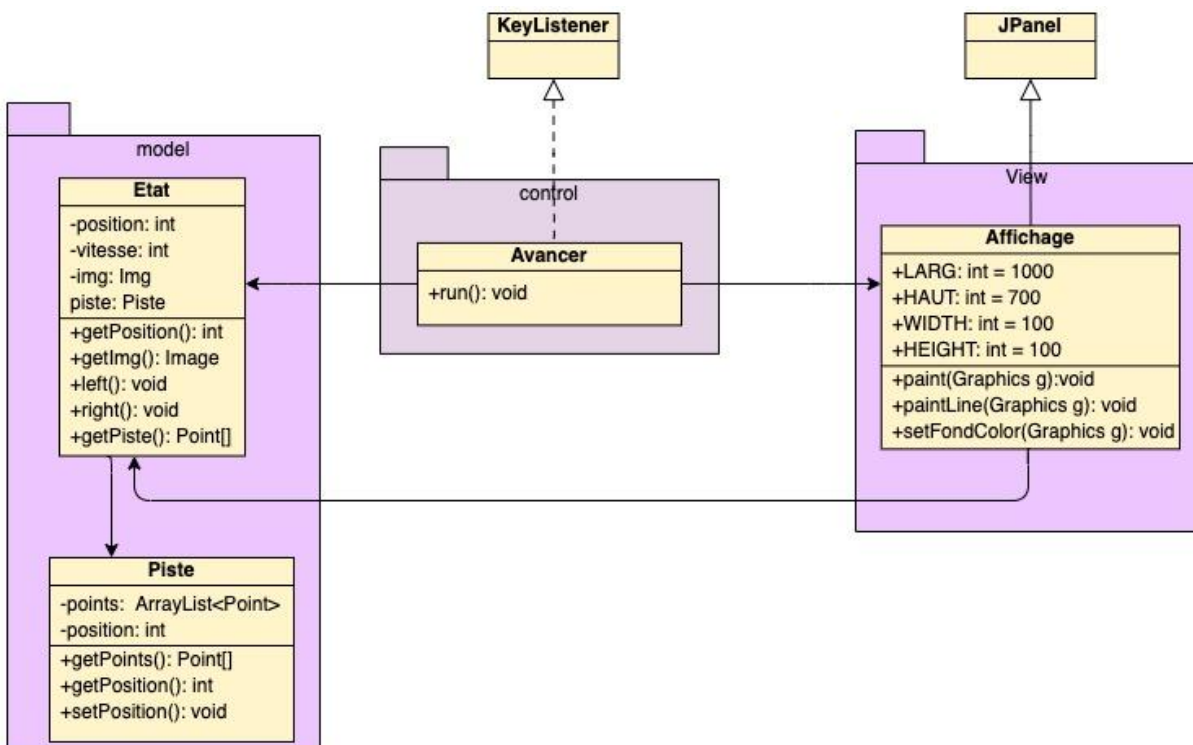 KeyListener
JPanel
model
Etat
-position: int
-vitesse: int
-img: Img
piste: Piste
+getPosition(): int
+getImg(): Image
+left(): void
+right(): void
+getPiste(): Point[]
Piste
-points:  ArrayList<Point>
-position: int
+getPoints(): Point[]
+getPosition(): int
+setPosition(): void
control
Avancer
+run(): void
View
Affichage
+LARG: int = 1000
+HAUT: int = 700
+WIDTH: int = 100
+HEIGHT: int = 100
+paint(Graphics g):void
+paintLine(Graphics g): void
+setFondColor(Graphics g): void